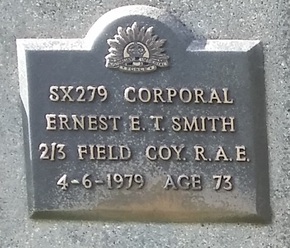 SX279 CORPORAL
ERNEST E.T. SMITH
2/3 FIELD COY. R.A.E.
4-6-1979 AGE 73